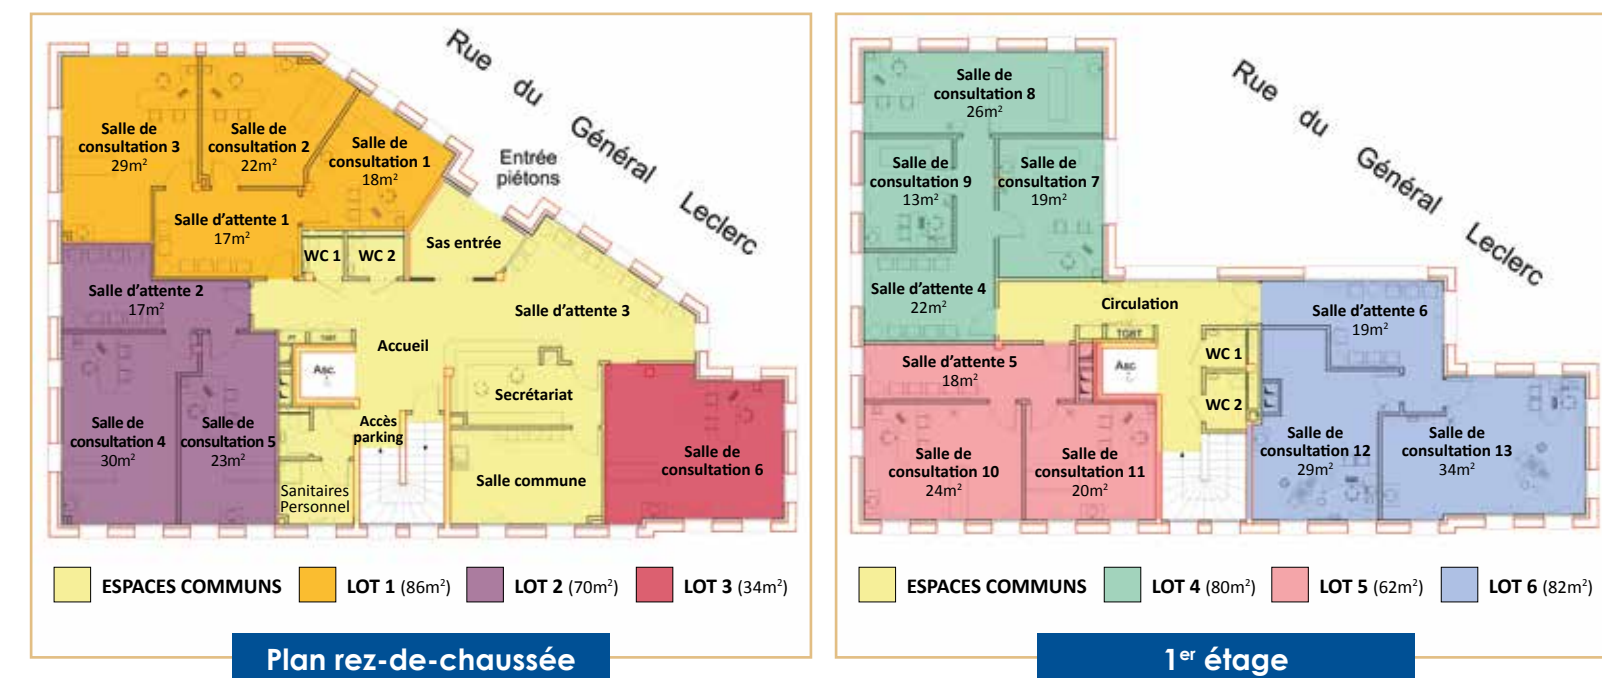 Rue du Général Leclerc
Entrée
piétons
Salle de
consultation 3
29m²
Salle de
consultation 2
22m²
Salle de
consultation 1
18m²
Salle d'attente 1
17m²
WC 1
WC 2
Sas entrée
Salle d'attente 2
17m²
Salle d'attente 3
Accueil
Asc.
Secrétariat
Accès
parking
Salle de
consultation 4
30m²
Salle de
consultation 5
23m²
Sanitaires
Personnel
Salle commune
Salle de
consultation 6
ESPACES COMMUNS
LOT 1 (86m²)
LOT 2 (70m²)
LOT 3 (34m²)
Plan rez-de-chaussée
Rue du Général Leclerc
Salle de
consultation 8
26m²
Salle de
consultation 9
13m²
Salle de
consultation 7
19m²
Salle d'attente 4
22m²
Circulation
TGBT
Salle d'attente 6
19m²
WC 1
Salle d'attente 5
18m²
Asc
WC 2
Salle de
consultation 10
24m²
Salle de
consultation 11
20m²
Salle de
consultation 12
29m²
Salle de
consultation 13
34m²
ESPACES COMMUNS
LOT 4 (80m²)
LOT 5 (62m²)
LOT 6 (82m²)
1er étage